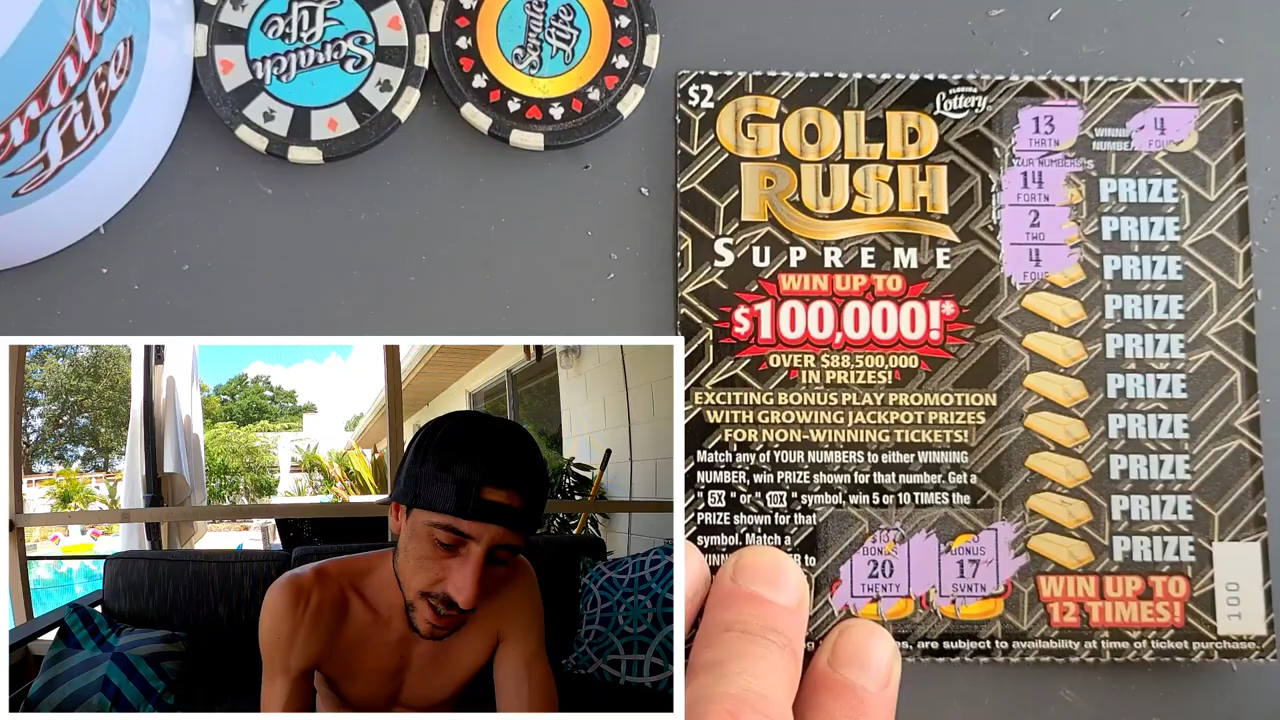 Scratch
Life
Scratch
Life
Scratch
Life
$2
FLORIDA
Lottery
GOLD
RUSH
SUPREME
WIN UP TO
$100,000!*
OVER $88,500,000
IN PRIZES!
EXCITING BONUS PLAY PROMOTION
WITH GROWING JACKPOT PRIZES
FOR NON-WINNING TICKETS!
Match any of YOUR NUMBERS to either WINNING
NUMBER, win PRIZE shown for that number. Get a
" 5X " or " 10X " symbol, win 5 or 10 TIMES the
PRIZE shown for that
symbol. Match a
to
BONUS
20
TWENTY
BONUS
17
SVNTN
13
THRTN
4
YOUR NUMBERS
14
FORTN
PRIZE
2
TWO
PRIZE
4
PRIZE
PRIZE
PRIZE
PRIZE
PRIZE
PRIZE
PRIZE
PRIZE
WIN UP TO
12 TIMES!
100
are subject to availability at time of ticket purchase.